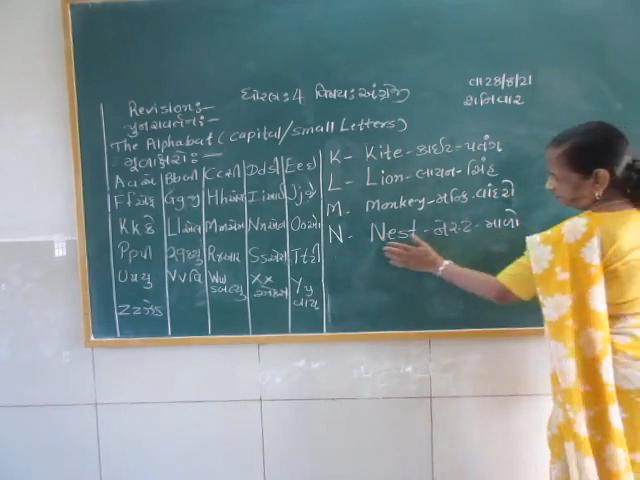 તા 28/8/21
ધોરણ: 4 વિષય: અંગ્રેજી
શનિવાર
Revision:-
પુનરાવર્તન:-
The Alphabet (capital/small Letters)
મૂળાક્ષરો:-
Aa એ Bb બી Cc સી Dd ડી Ee ઇ
Ff એફ Gg જી Hh એચ Ii આઈ Jj જે
Kk કે Ll એલ Mm એમ Nn એન Oo ઓ
Pp પી ક્યુ Rr આર Ss એસ Tt ટી
Uu યુ Vv વિ Ww ડબલ્યુ Xx એક્સ Yy વાય
Zz ઝેડ
K- Kite - કાઈટ - પતંગ
L- Lion - લાયન - સિંહ
M- Monkey - મન્કિ - વાંદરો
N- Nest - નેસ્ટ - માળો